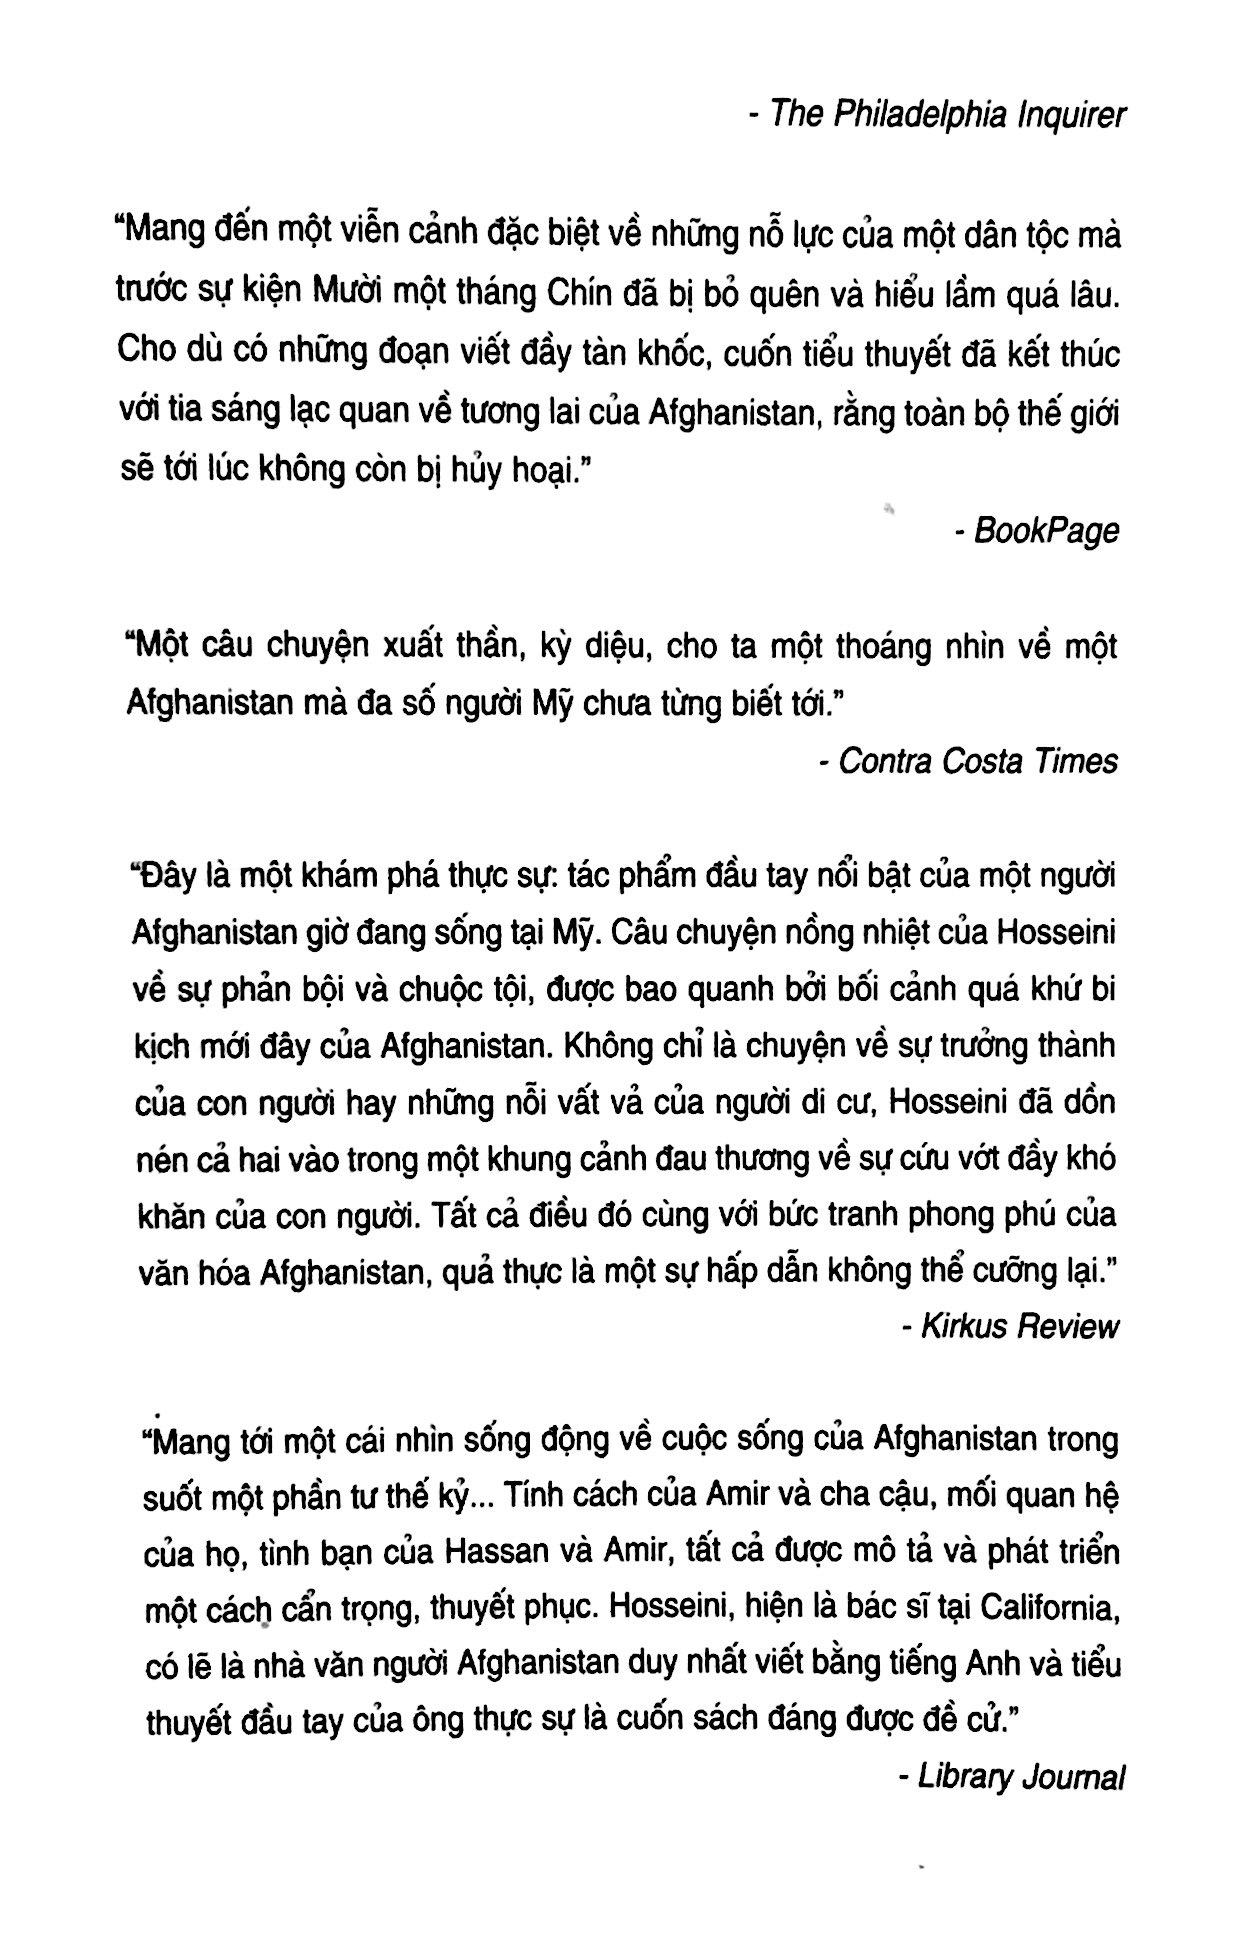 - The Philadelphia Inquirer
“Mang đến một viễn cảnh đặc biệt về những nỗ lực của một dân tộc mà
trước sự kiện Mười một tháng Chín đã bị bỏ quên và hiểu lầm quá lâu.
Cho dù có những đoạn viết đầy tàn khốc, cuốn tiểu thuyết đã kết thúc
với tia sáng lạc quan về tương lai của Afghanistan, rằng toàn bộ thế giới
sẽ tới lúc không còn bị hủy hoại.”
- BookPage
“Một câu chuyện xuất thần, kỳ diệu, cho ta một thoáng nhìn về một
Afghanistan mà đa số người Mỹ chưa từng biết tới.”
- Contra Costa Times
“Đây là một khám phá thực sự: tác phẩm đầu tay nổi bật của một người
Afghanistan giờ đang sống tại Mỹ. Câu chuyện nồng nhiệt của Hosseini
về sự phản bội và chuộc tội, được bao quanh bởi bối cảnh quá khứ bi
kịch mới đây của Afghanistan. Không chỉ là chuyện về sự trưởng thành
của con người hay những nỗi vất vả của người di cư, Hosseini đã dồn
nén cả hai vào trong một khung cảnh đau thương về sự cứu vớt đầy khó
khăn của con người. Tất cả điều đó cùng với bức tranh phong phú của
văn hóa Afghanistan, quả thực là một sự hấp dẫn không thể cưỡng lại.”
- Kirkus Review
“Mang tới một cái nhìn sống động về cuộc sống của Afghanistan trong
suốt một phần tư thế kỷ... Tính cách của Amir và cha cậu, mối quan hệ
của họ, tình bạn của Hassan và Amir, tất cả được mô tả và phát triển
một cách cẩn trọng, thuyết phục. Hosseini, hiện là bác sĩ tại California,
có lẽ là nhà văn người Afghanistan duy nhất viết bằng tiếng Anh và tiểu
thuyết đầu tay của ông thực sự là cuốn sách đáng được đề cử.”
- Library Journal